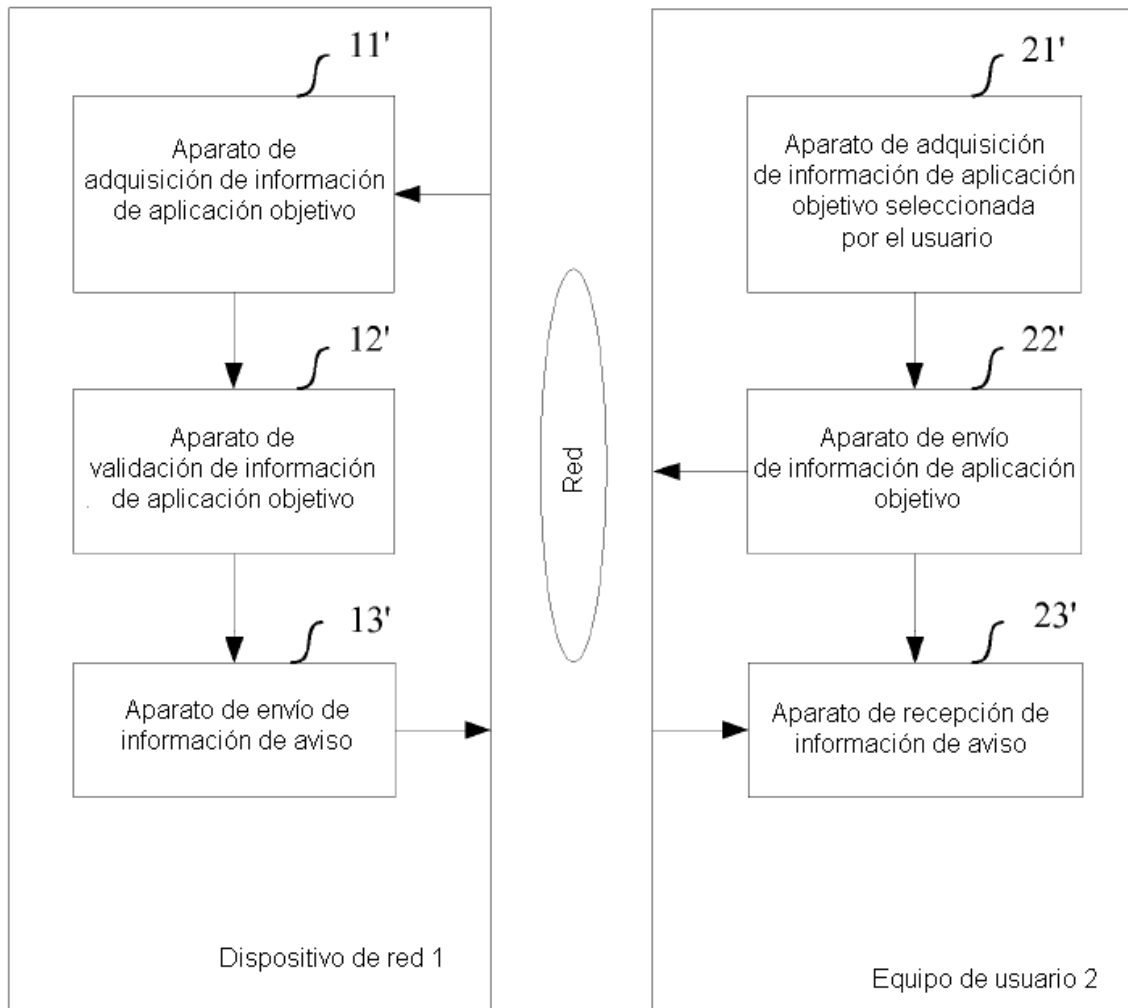 11'
Aparato de
adquisición de información
de aplicación objetivo
12'
Aparato de
validación de información
de aplicación objetivo
13'
Aparato de envío de
información de aviso
Dispositivo de red 1
Red
21'
Aparato de adquisición
de información de aplicación
objetivo seleccionada
por el usuario
22'
Aparato de envío
de información de aplicación
objetivo
23'
Aparato de recepción de
información de aviso
Equipo de usuario 2